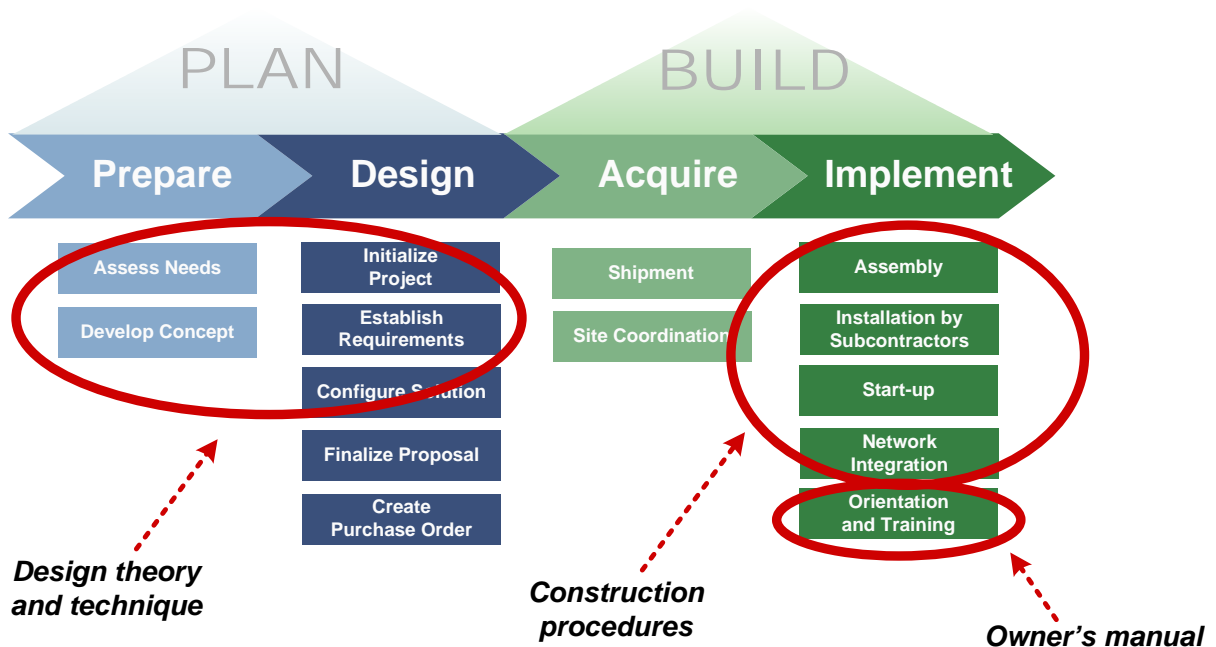 PLAN
BUILD
Prepare
Design
Acquire
Implement
Assess Needs
Develop Concept
Initialize
Project
Establish
Requirements
Configure Solution
Finalize Proposal
Create
Purchase Order
Shipment
Site Coordination
Assembly
Installation by
Subcontractors
Start-up
Network
Integration
Orientation
and Training
Design theory
and technique
Construction
procedures
Owner’s manual